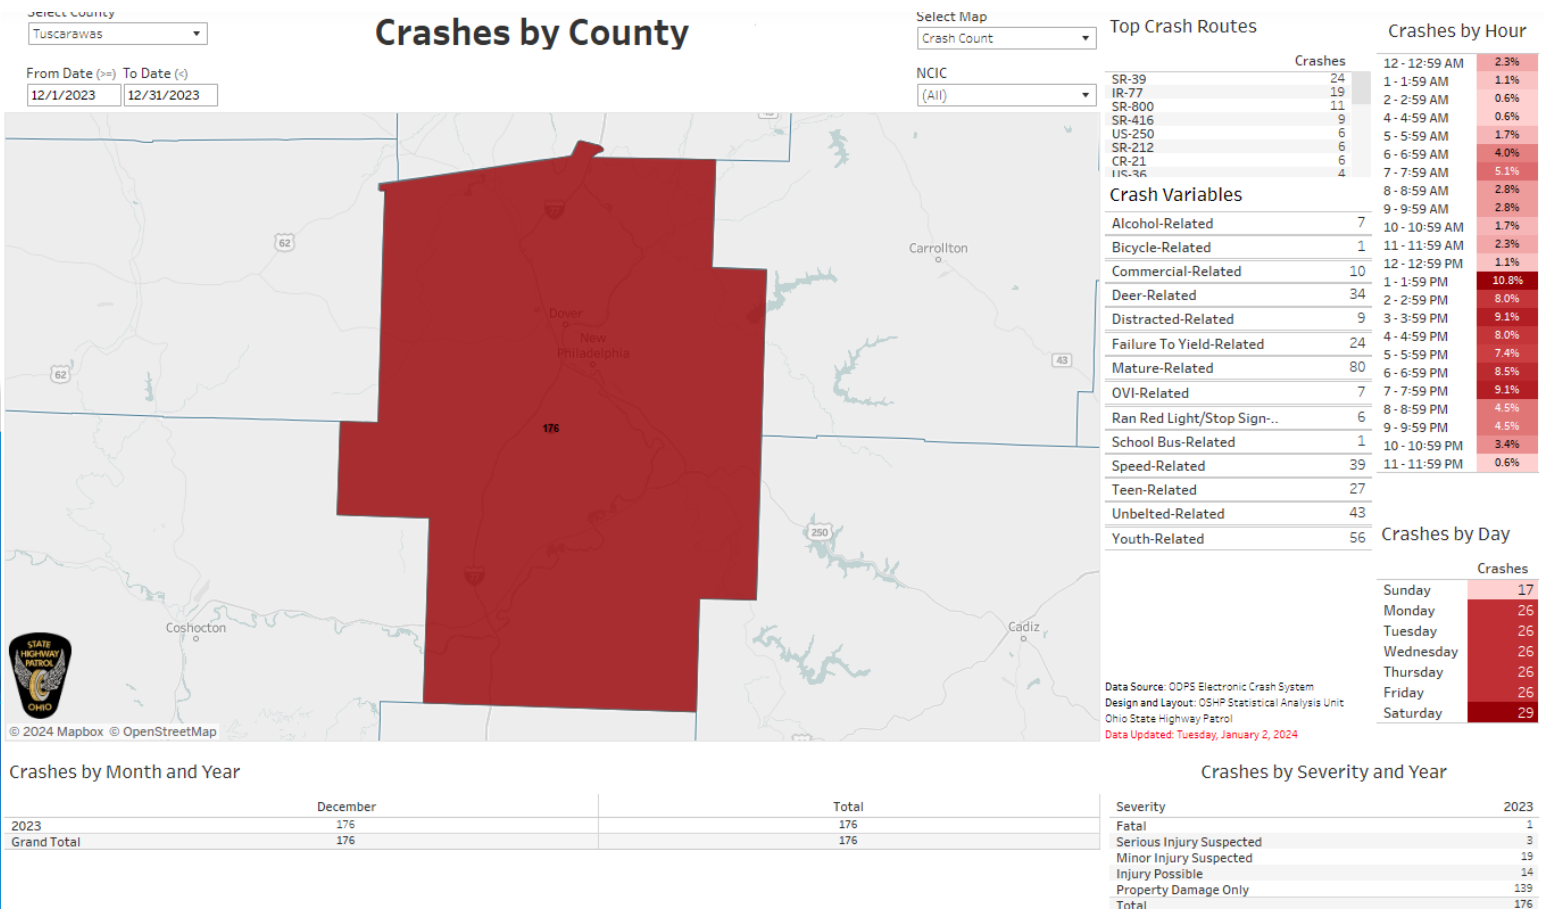 Select County
Tuscarawas
Crashes by County
Select Map
Crash Count
From Date (>=) To Date (<)
12/1/2023 12/31/2023
NCIC
(All)
Top Crash Routes
Crashes
SR-39 24
IR-77 19
SR-800 11
SR-416 9
US-250 6
SR-212 6
CR-21 6
US-36 4
Crash Variables
Alcohol-Related 7
Bicycle-Related 1
Commercial-Related 10
Deer-Related 34
Distracted-Related 9
Failure To Yield-Related 24
Mature-Related 80
OVI-Related 7
Ran Red Light/Stop Sign-..  6
School Bus-Related 1
Speed-Related 39
Teen-Related 27
Unbelted-Related 43
Youth-Related 56
Crashes by Hour
12 - 12:59 AM 2.3%
1 - 1:59 AM 1.1%
2 - 2:59 AM 0.6%
4 - 4:59 AM 0.6%
5 - 5:59 AM 1.7%
6 - 6:59 AM 4.0%
7 - 7:59 AM 5.1%
8 - 8:59 AM 2.8%
9 - 9:59 AM 2.8%
10 - 10:59 AM 1.7%
11 - 11:59 AM 2.3%
12 - 12:59 PM 1.1%
1 - 1:59 PM 10.8%
2 - 2:59 PM 8.0%
3 - 3:59 PM 9.1%
4 - 4:59 PM 8.0%
5 - 5:59 PM 7.4%
6 - 6:59 PM 8.5%
7 - 7:59 PM 9.1%
8 - 8:59 PM 4.5%
9 - 9:59 PM 4.5%
10 - 10:59 PM 3.4%
11 - 11:59 PM 0.6%
Crashes by Day
Crashes
Sunday 17
Monday 26
Tuesday 26
Wednesday 26
Thursday 26
Friday 26
Saturday 29
77
62
Carrollton
Dover
New
Philadelphia
43
62
176
250
77
Coshocton
Cadiz
STATE
HIGHWAY
PATROL
OHIO
© 2024 Mapbox © OpenStreetMap
Data Source: ODPS Electronic Crash System
Design and Layout: OSHP Statistical Analysis Unit
Ohio State Highway Patrol
Data Updated: Tuesday, January 2, 2024
Crashes by Month and Year
December Total
2023 176 176
Grand Total 176 176
Crashes by Severity and Year
Severity 2023
Fatal 1
Serious Injury Suspected 3
Minor Injury Suspected 19
Injury Possible 14
Property Damage Only 139
Total 176